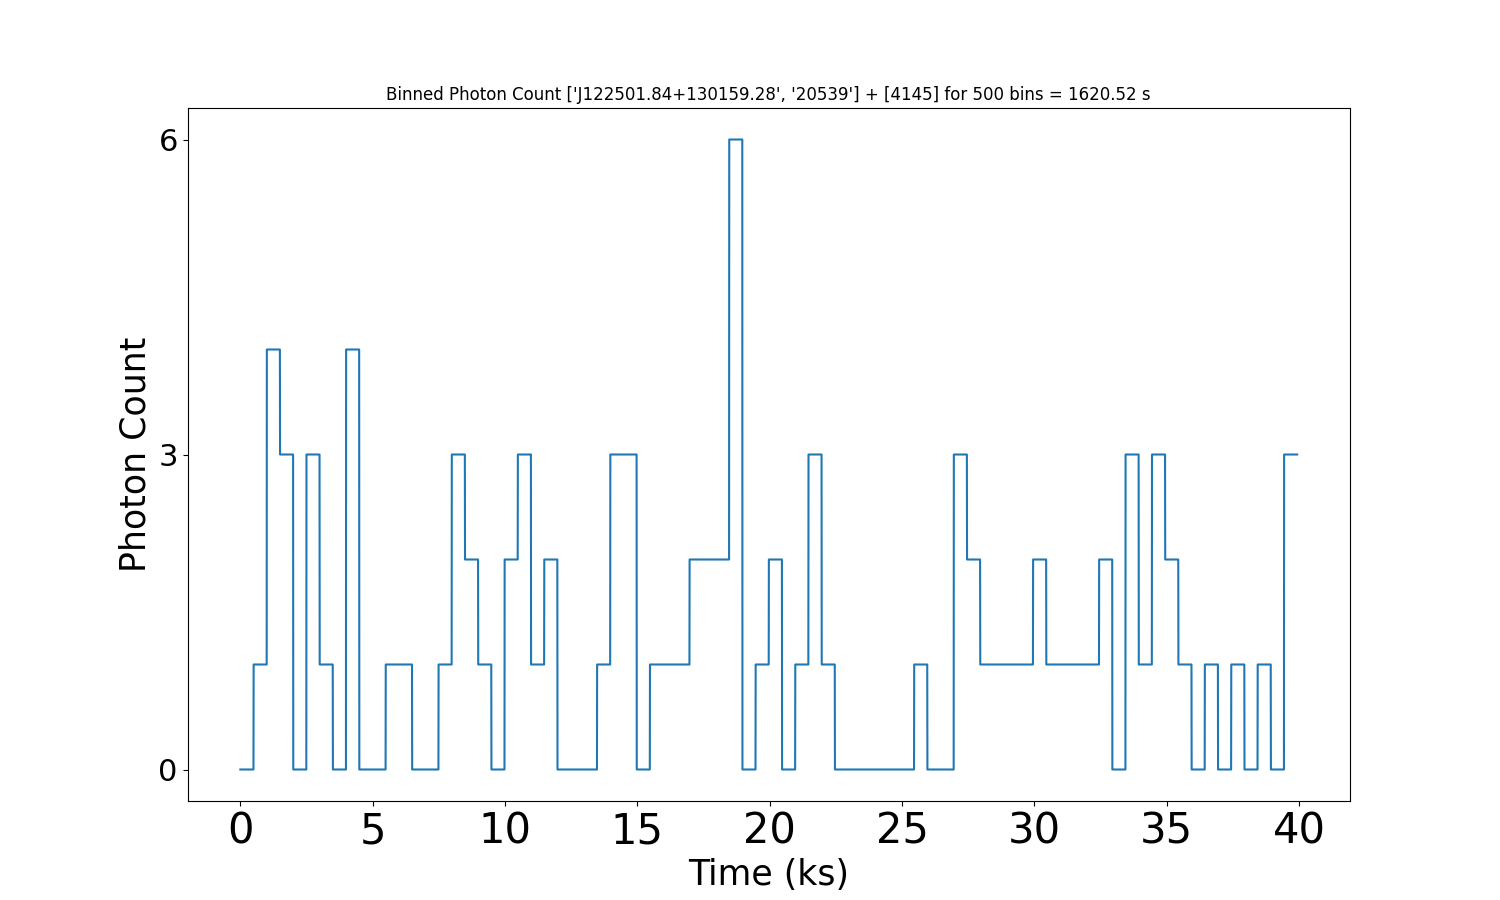 Binned Photon Count ['J122501.84+130159.28', '20539'] + [4145] for 500 bins = 1620.52 s
6
3
0
Photon Count
0 5 10 15 20 25 30 35 40
Time (ks)